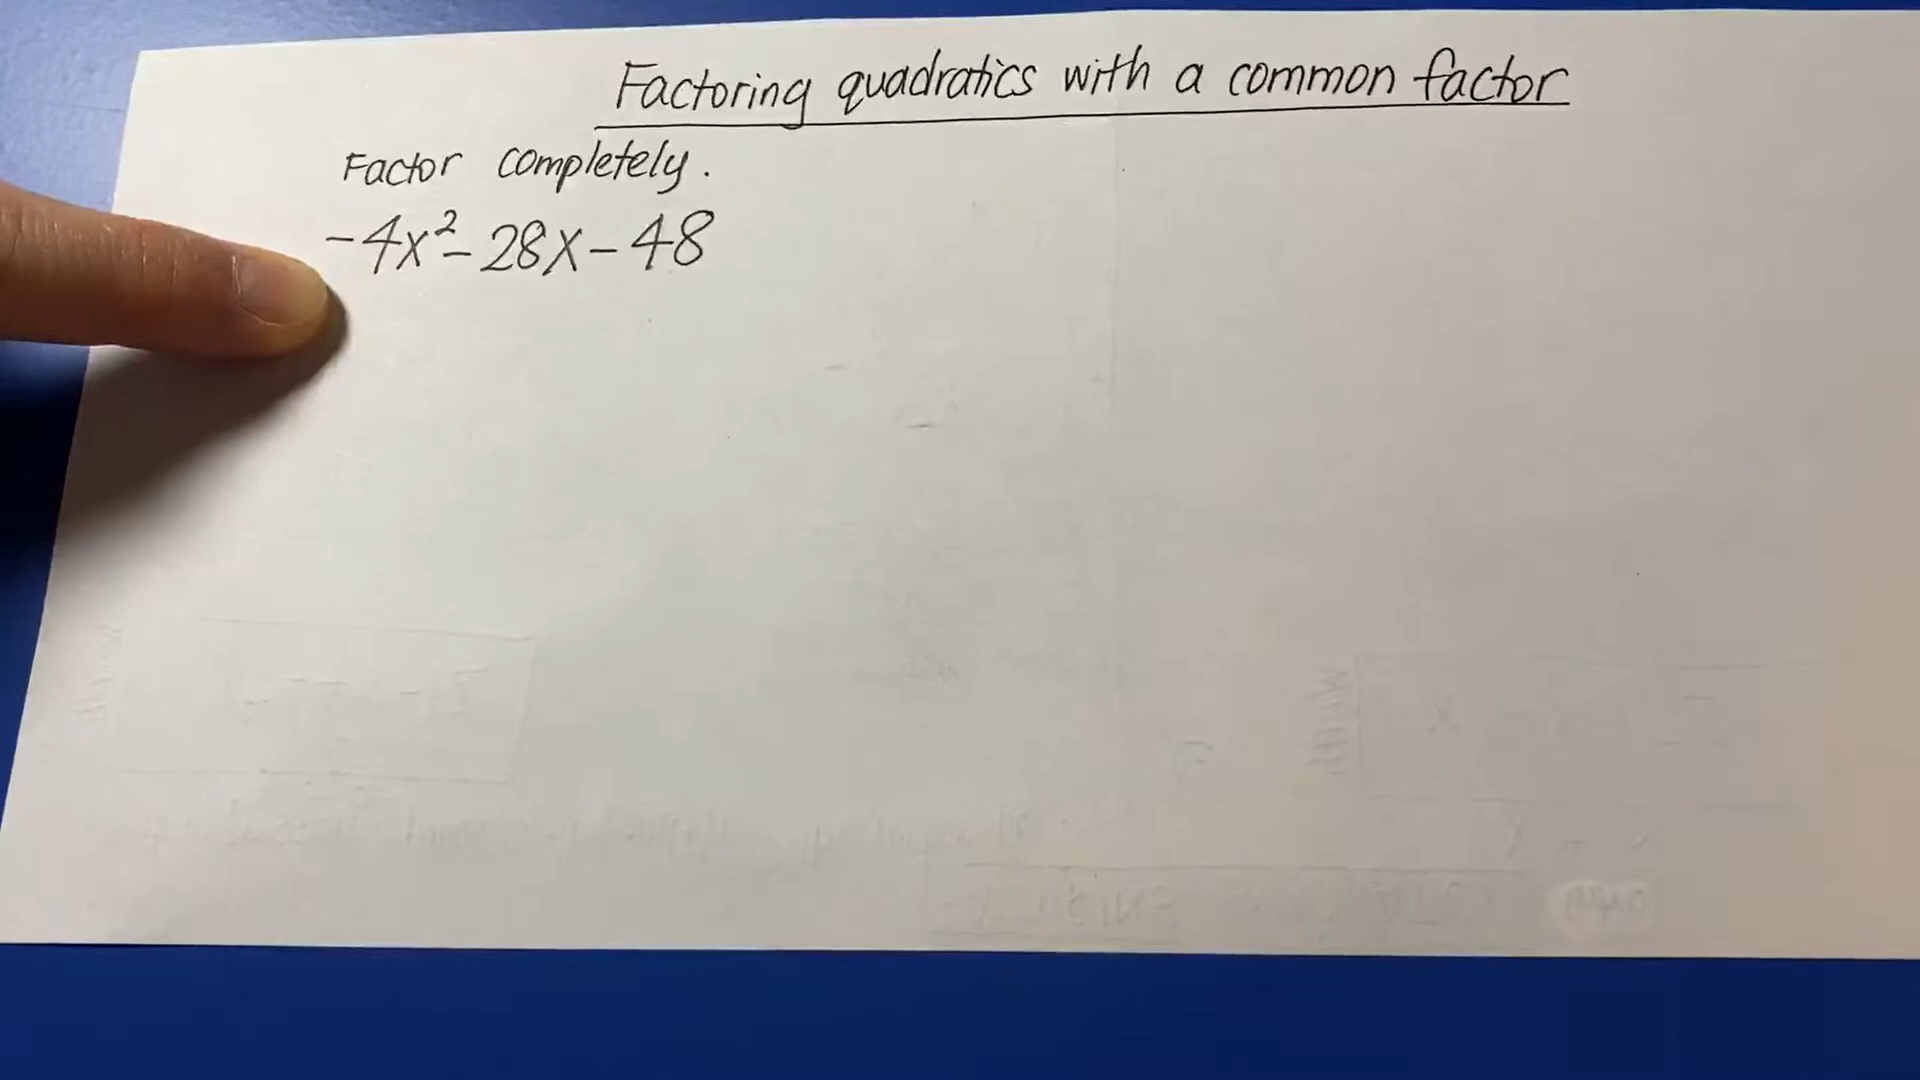 Factoring quadratics with a common factor
Factor completely.
-4x² - 28x - 48